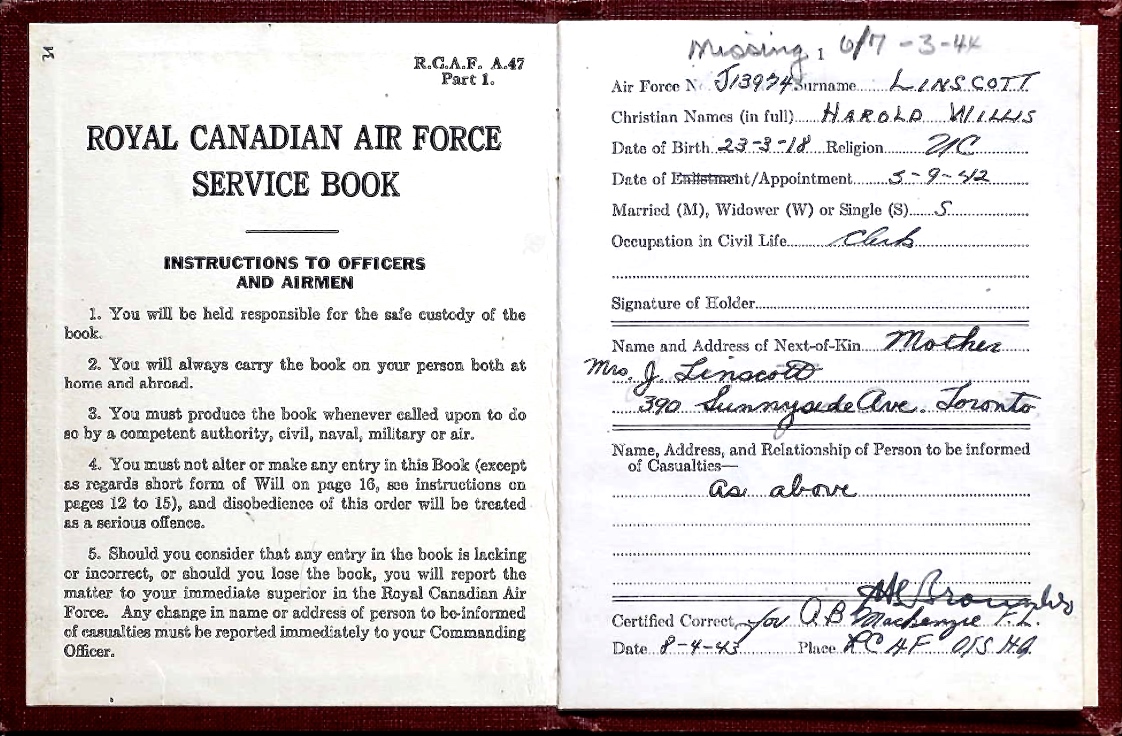 R.C.A.F. A.47
Part 1.
ROYAL CANADIAN AIR FORCE
SERVICE BOOK
INSTRUCTIONS TO OFFICERS
AND AIRMEN
1. You will be held responsible for the safe custody of the
book.
2. You will always carry the book on your person both at
home and abroad.
3. You must produce the book whenever called upon to do
so by a competent authority, civil, naval, military or air.
4. You must not alter or make any entry in this Book (except
as regards short form of Will on page 16, see instructions on
pages 12 to 15), and disobedience of this order will be treated
as a serious offence.
5. Should you consider that any entry in the book is lacking
or incorrect, or should you lose the book, you will report the
matter to your immediate superior in the Royal Canadian Air
Force. Any change in name or address of person to be informed
of casualties must be reported immediately to your Commanding
Officer.
Missing 6/7-3-44
1
Air Force No. J13974 Surname LINSCOTT
Christian Names (in full) HAROLD WILLIS
Date of Birth 23-3-18 Religion UC
Date of Enlistment/Appointment 5-9-42
Married (M), Widower (W) or Single (S) S
Occupation in Civil Life Clerk
Signature of Holder
Name and Address of Next-of-Kin Mother
Mrs. J. Linscott
390 Sunnyside Ave. Toronto
Name, Address, and Relationship of Person to be informed
of Casualties—
as above
Certified Correct, for O B Mackenzie F.L.
Date 8-4-43 Place RCAF O/S HQ